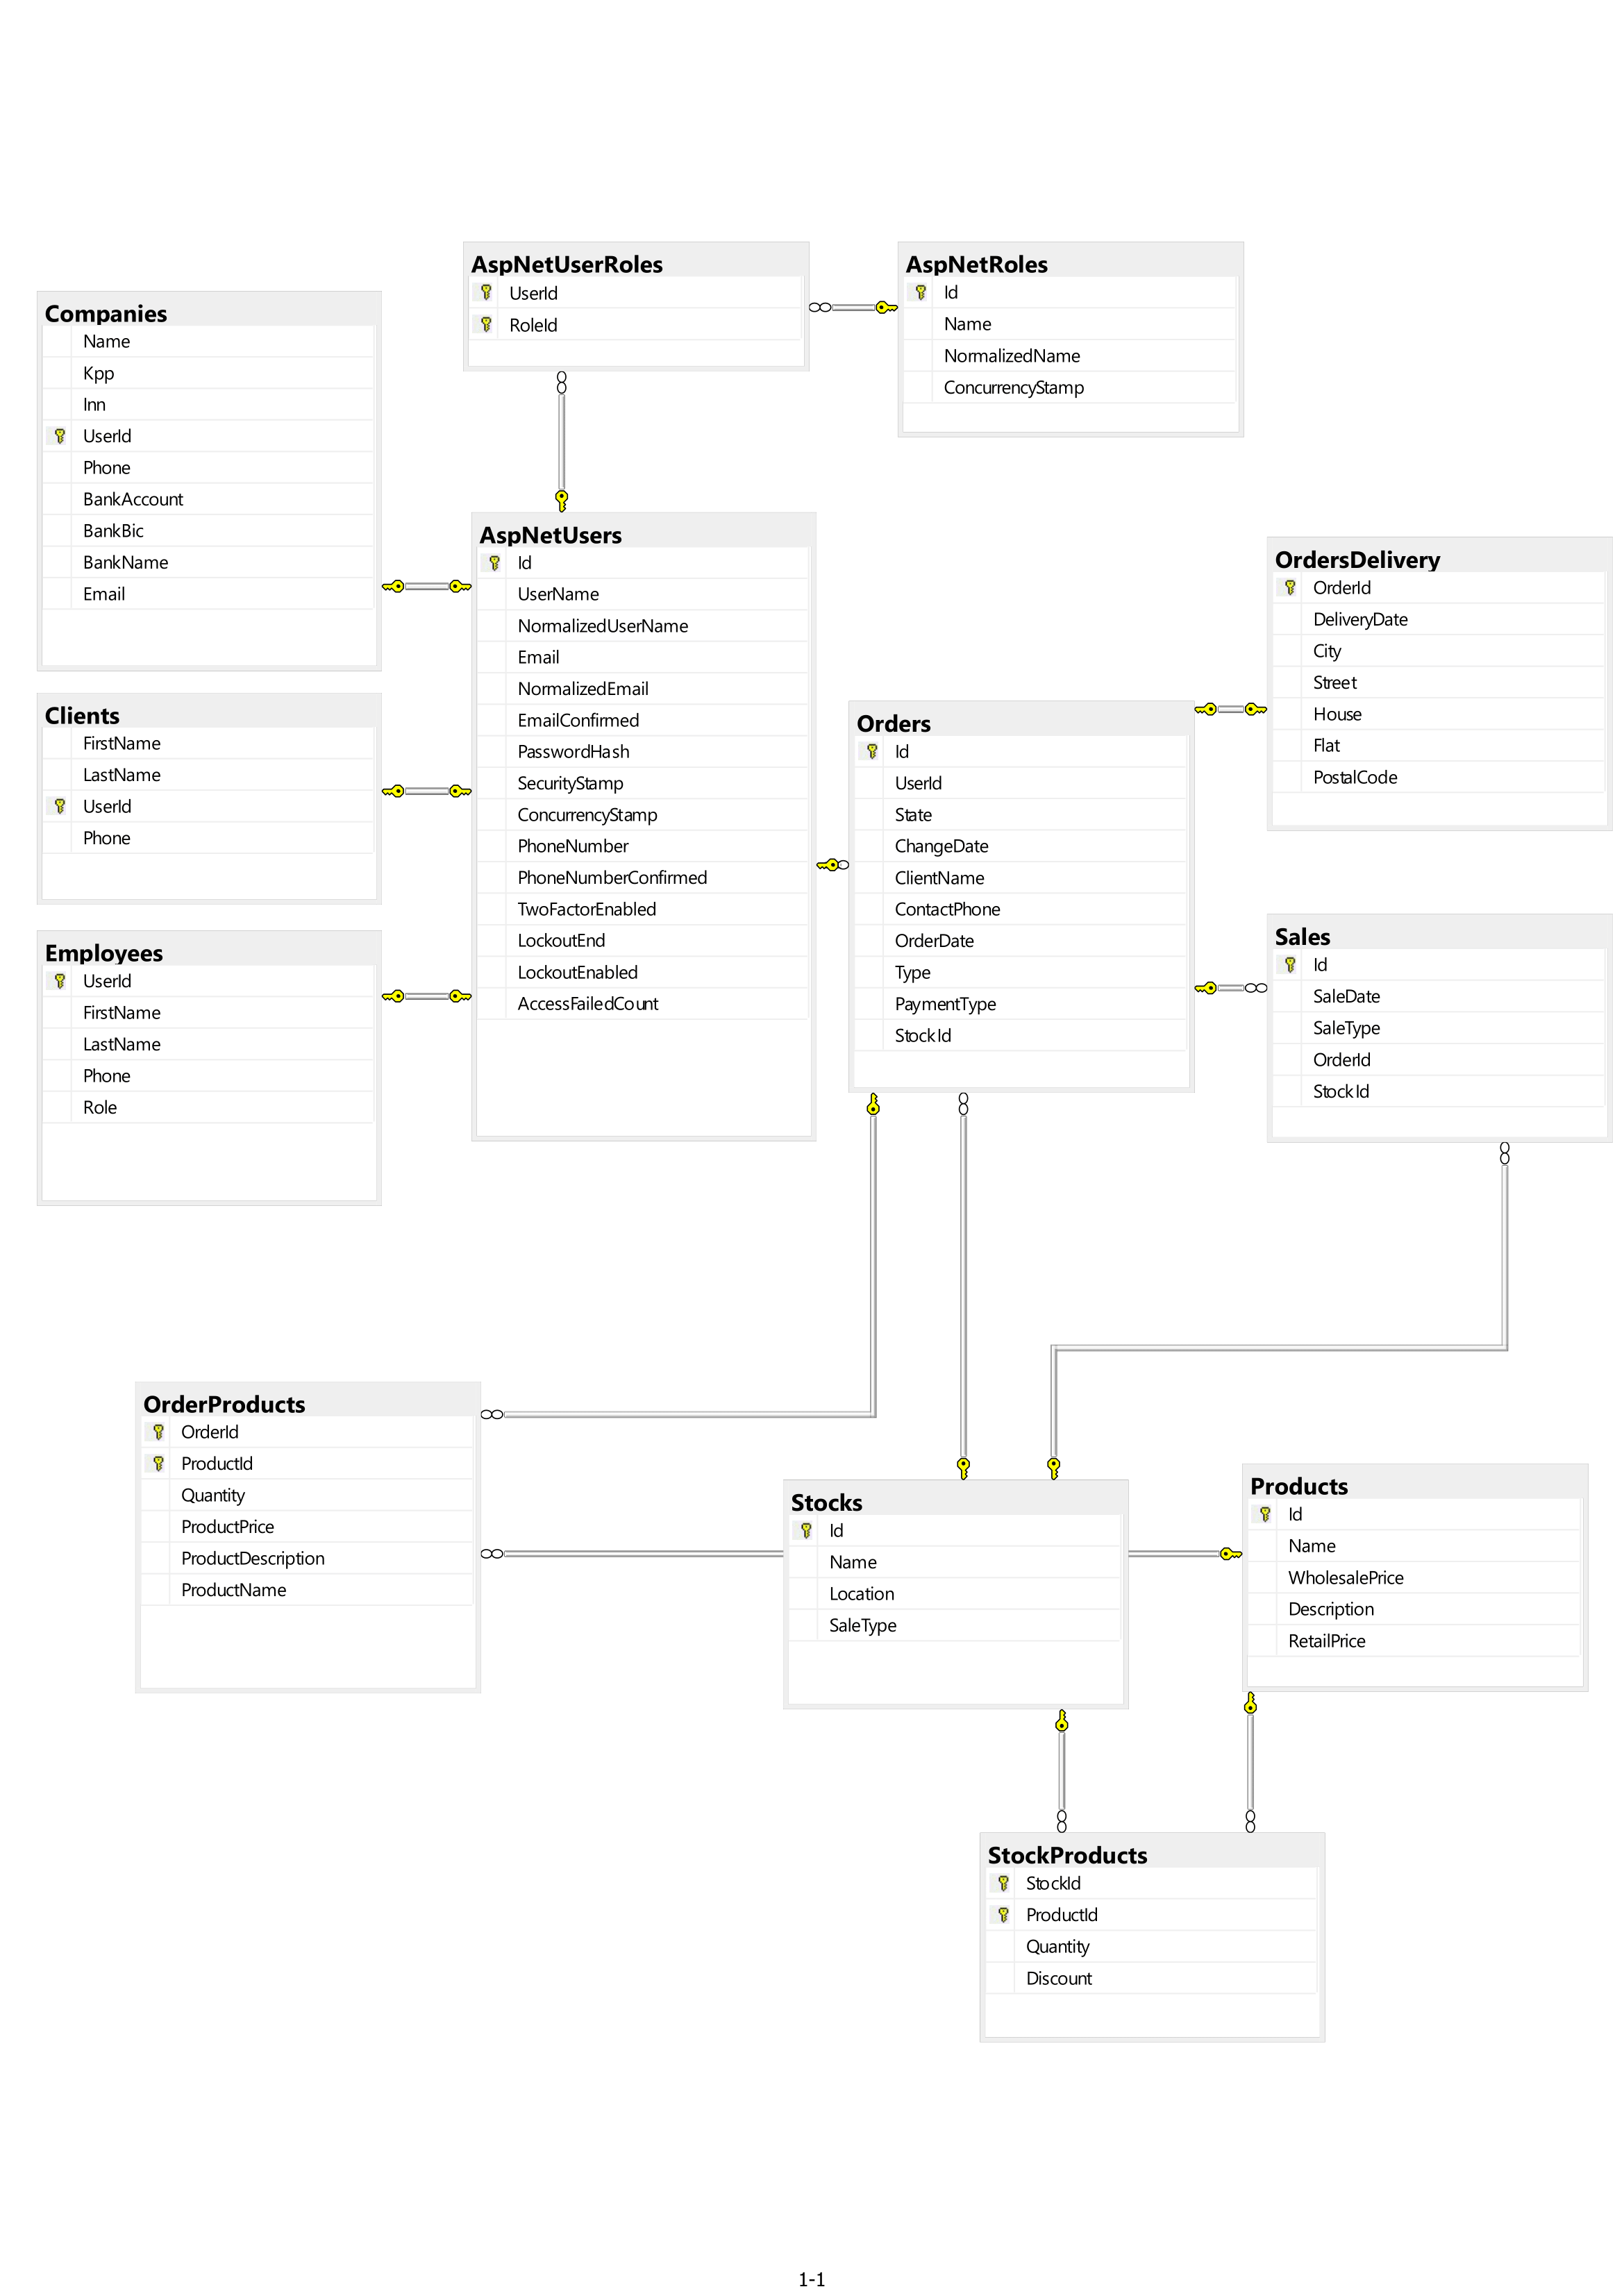 AspNetUserRoles
UserId
RoleId
AspNetRoles
Id
Name
NormalizedName
ConcurrencyStamp
Companies
Name
Kpp
Inn
UserId
Phone
BankAccount
BankBic
BankName
Email
AspNetUsers
Id
UserName
NormalizedUserName
Email
NormalizedEmail
EmailConfirmed
PasswordHash
SecurityStamp
ConcurrencyStamp
PhoneNumber
PhoneNumberConfirmed
TwoFactorEnabled
LockoutEnd
LockoutEnabled
AccessFailedCount
OrdersDelivery
OrderId
DeliveryDate
City
Street
House
Flat
PostalCode
Clients
FirstName
LastName
UserId
Phone
Orders
Id
UserId
State
ChangeDate
ClientName
ContactPhone
OrderDate
Type
PaymentType
StockId
Employees
UserId
FirstName
LastName
Phone
Role
Sales
Id
SaleDate
SaleType
OrderId
StockId
OrderProducts
OrderId
ProductId
Quantity
ProductPrice
ProductDescription
ProductName
Stocks
Id
Name
Location
SaleType
Products
Id
Name
WholesalePrice
Description
RetailPrice
StockProducts
StockId
ProductId
Quantity
Discount
1-1